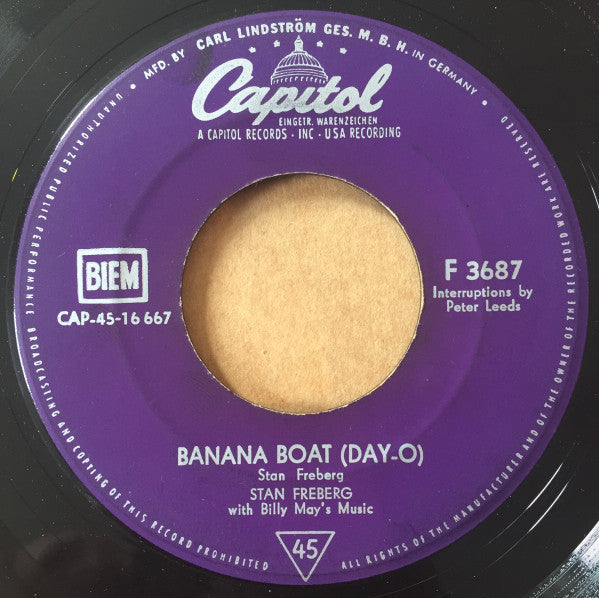 MFD. BY CARL LINDSTRÖM GES. M. B. H. in GERMANY • ALL RIGHTS OF THE MANUFACTURER AND OF THE OWNER OF THE RECORDED WORK ARE RESERVED
UNAUTHORIZED PUBLIC PERFORMANCE BROADCASTING AND COPYING OF THIS RECORD PROHIBITED
Capitol
EINGETR. WARENZEICHEN
A CAPITOL RECORDS - INC - USA RECORDING
BIEM
CAP-45-16 667
F 3687
Interruptions by
Peter Leeds
BANANA BOAT (DAY-O)
Stan Freberg
STAN FREBERG
with Billy May's Music
45